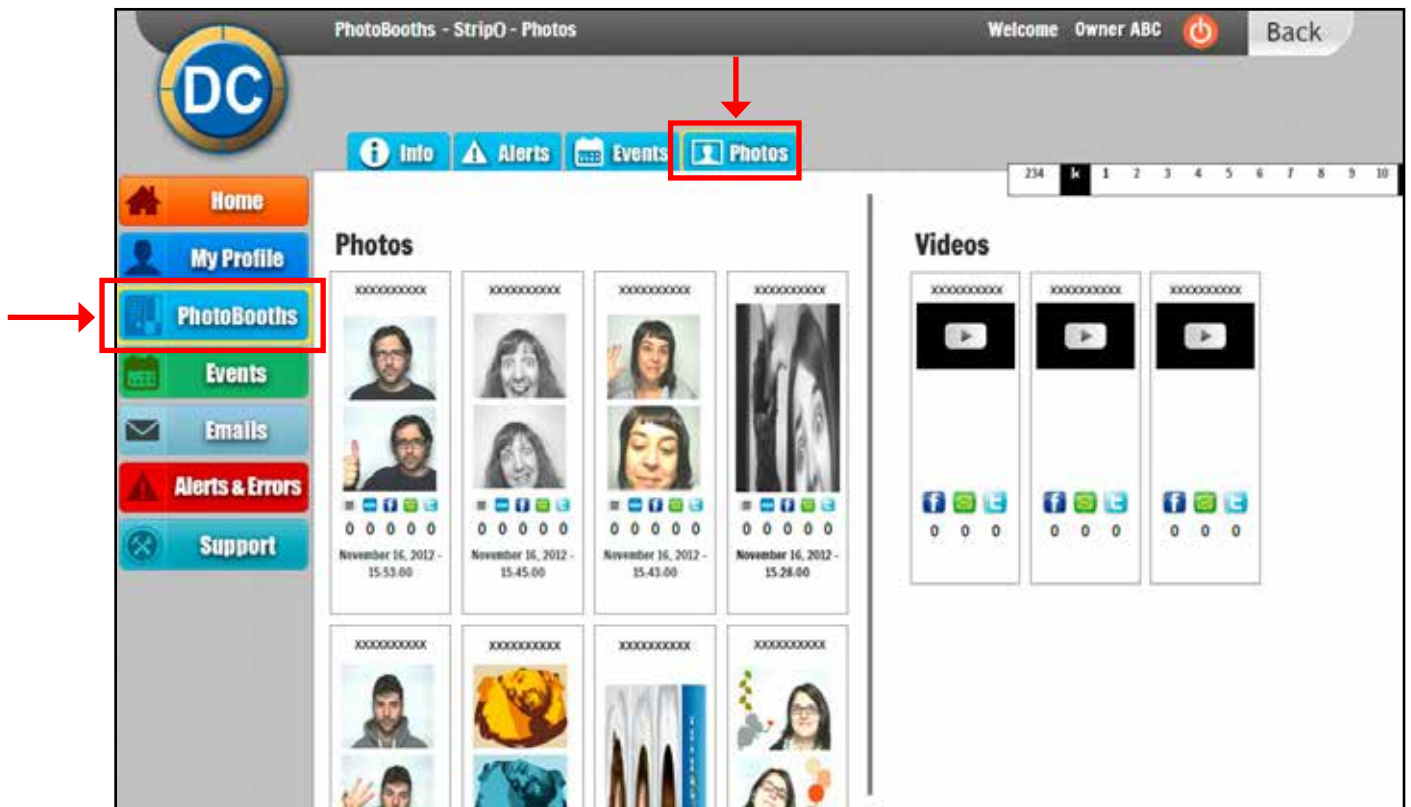 PhotoBooths - StripO - Photos
Welcome Owner ABC
Back
DC
Info
Alerts
Events
Photos
234 k 1 2 3 4 5 6 7 8 9 10
Home
My Profile
PhotoBooths
Events
Emails
Alerts & Errors
Support
Photos
XXXXXXXXXX XXXXXXXXXX XXXXXXXXXX XXXXXXXXXX
f f f f
0 0 0 0 0 0 0 0 0 0 0 0 0 0 0 0 0 0 0 0
November 16, 2012 -
15:53:00
November 16, 2012 -
15:45:00
November 16, 2012 -
15:43:00
November 16, 2012 -
15:28:00
XXXXXXXXXX XXXXXXXXXX XXXXXXXXXX XXXXXXXXXX
Videos
XXXXXXXXXX XXXXXXXXXX XXXXXXXXXX
f t f t f t
0 0 0 0 0 0 0 0 0